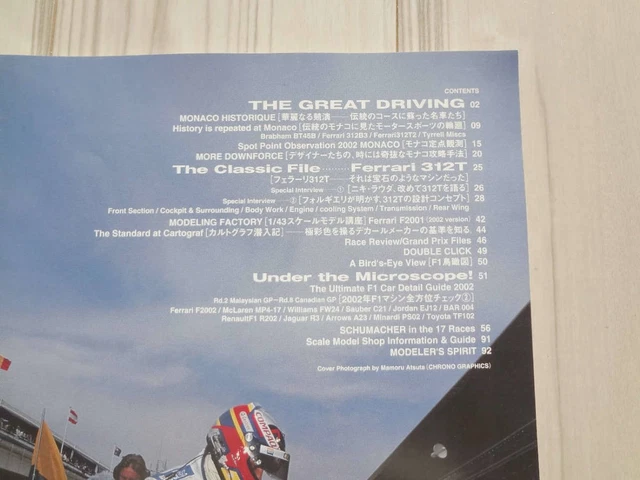 CONTENTS
THE GREAT DRIVING 02
MONACO HISTORIQUE [華麗なる競演——伝統のコースに蘇った名車たち]
History is repeated at Monaco [伝統のモナコに見たモータースポーツの輪廻] 09
Brabham BT45B / Ferrari 312B3 / Ferrari312T2 / Tyrrell Miscs
Spot Point Observation 2002 MONACO [モナコ定点観測] 15
MORE DOWNFORCE [デザイナーたちの、時には奇抜なモナコ攻略手法] 20
The Classic File........Ferrari 312T 25
[フェラーリ312T——それは宝石のようなマシンだった]
Special Interview ——① [ニキ・ラウダ、改めて312Tを語る] 26
Special Interview ——② [フォルギエリが明かす、312Tの設計コンセプト] 28
Front Section / Cockpit & Surrounding / Body Work / Engine / cooling System / Transmission / Rear Wing
MODELING FACTORY [1/43スケールモデル講座] Ferrari F2001 (2002 version) 42
The Standard at Cartograf [カルトグラフ潜入記]——極彩色を操るデカールメーカーの基準を知る. 44
Race Review/Grand Prix Files 46
DOUBLE CLICK 49
A Bird's-Eye View [F1鳥瞰図] 50
Under the Microscope! 51
The Ultimate F1 Car Detail Guide 2002
Rd.2 Malaysian GP—Rd.8 Canadian GP [2002年F1マシン全方位チェック②]
Ferrari F2002 / McLaren MP4-17 / Williams FW24 / Sauber C21 / Jordan EJ12 / BAR 004
RenaultF1 R202 / Jaguar R3 / Arrows A23 / Minardi PS02 / Toyota TF102
SCHUMACHER in the 17 Races 56
Scale Model Shop Information & Guide 91
MODELER'S SPIRIT 92
Cover Photograph by Mamoru Atsuta (CHRONO GRAPHICS)